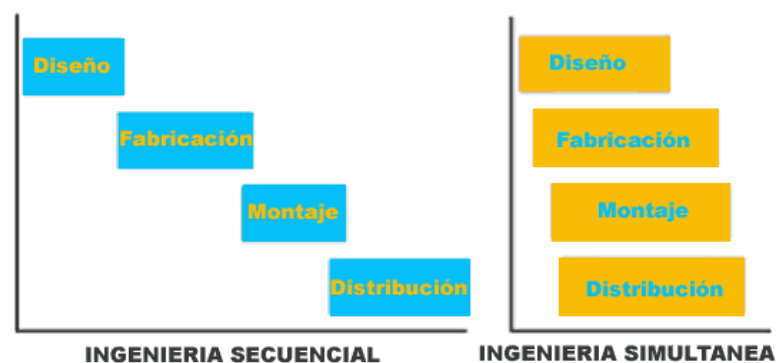 Diseño
Fabricación
Montaje
Distribución
INGENIERIA SECUENCIAL
Diseño
Fabricación
Montaje
Distribución
INGENIERIA SIMULTANEA